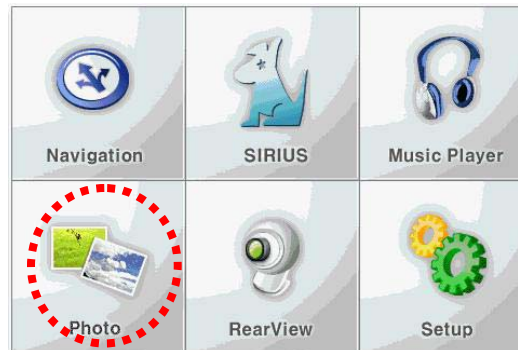 Navigation
SIRIUS
Music Player
Photo
RearView
Setup